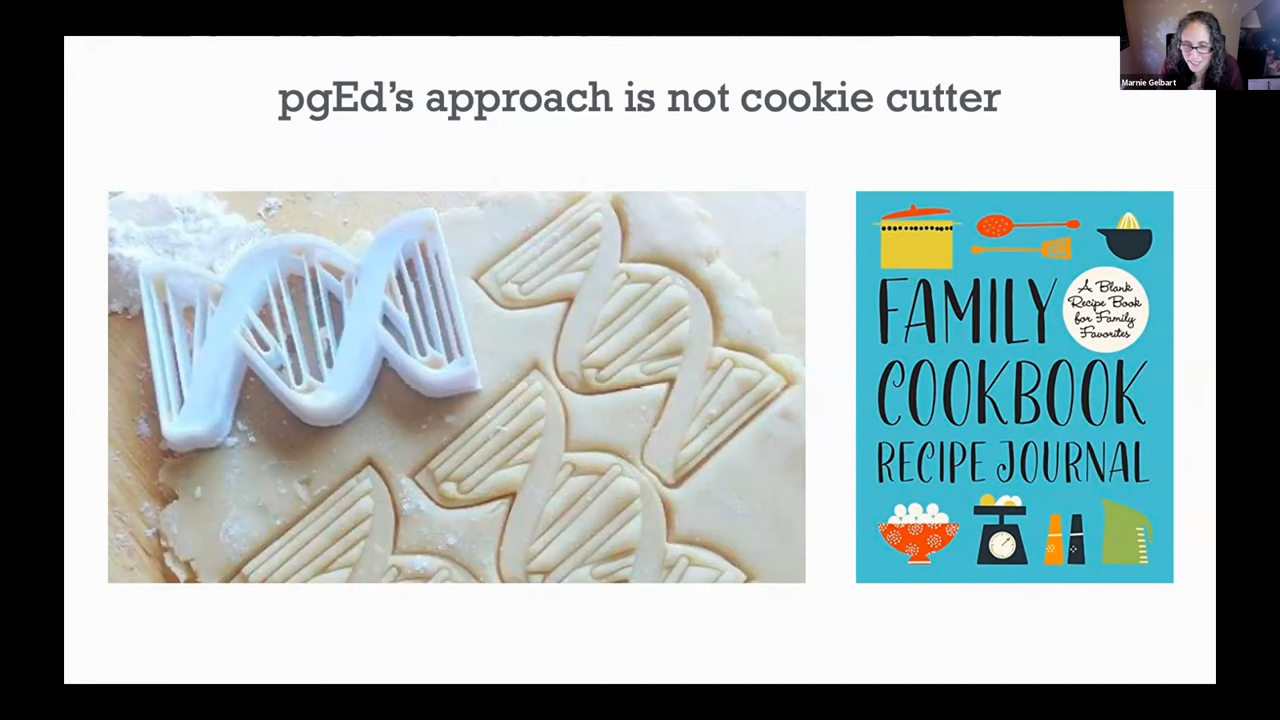 Marnie Gelbart
pgEd's approach is not cookie cutter
FAMILY
A Blank
Recipe Book
for Family
Favorites
COOKBOOK
RECIPE JOURNAL